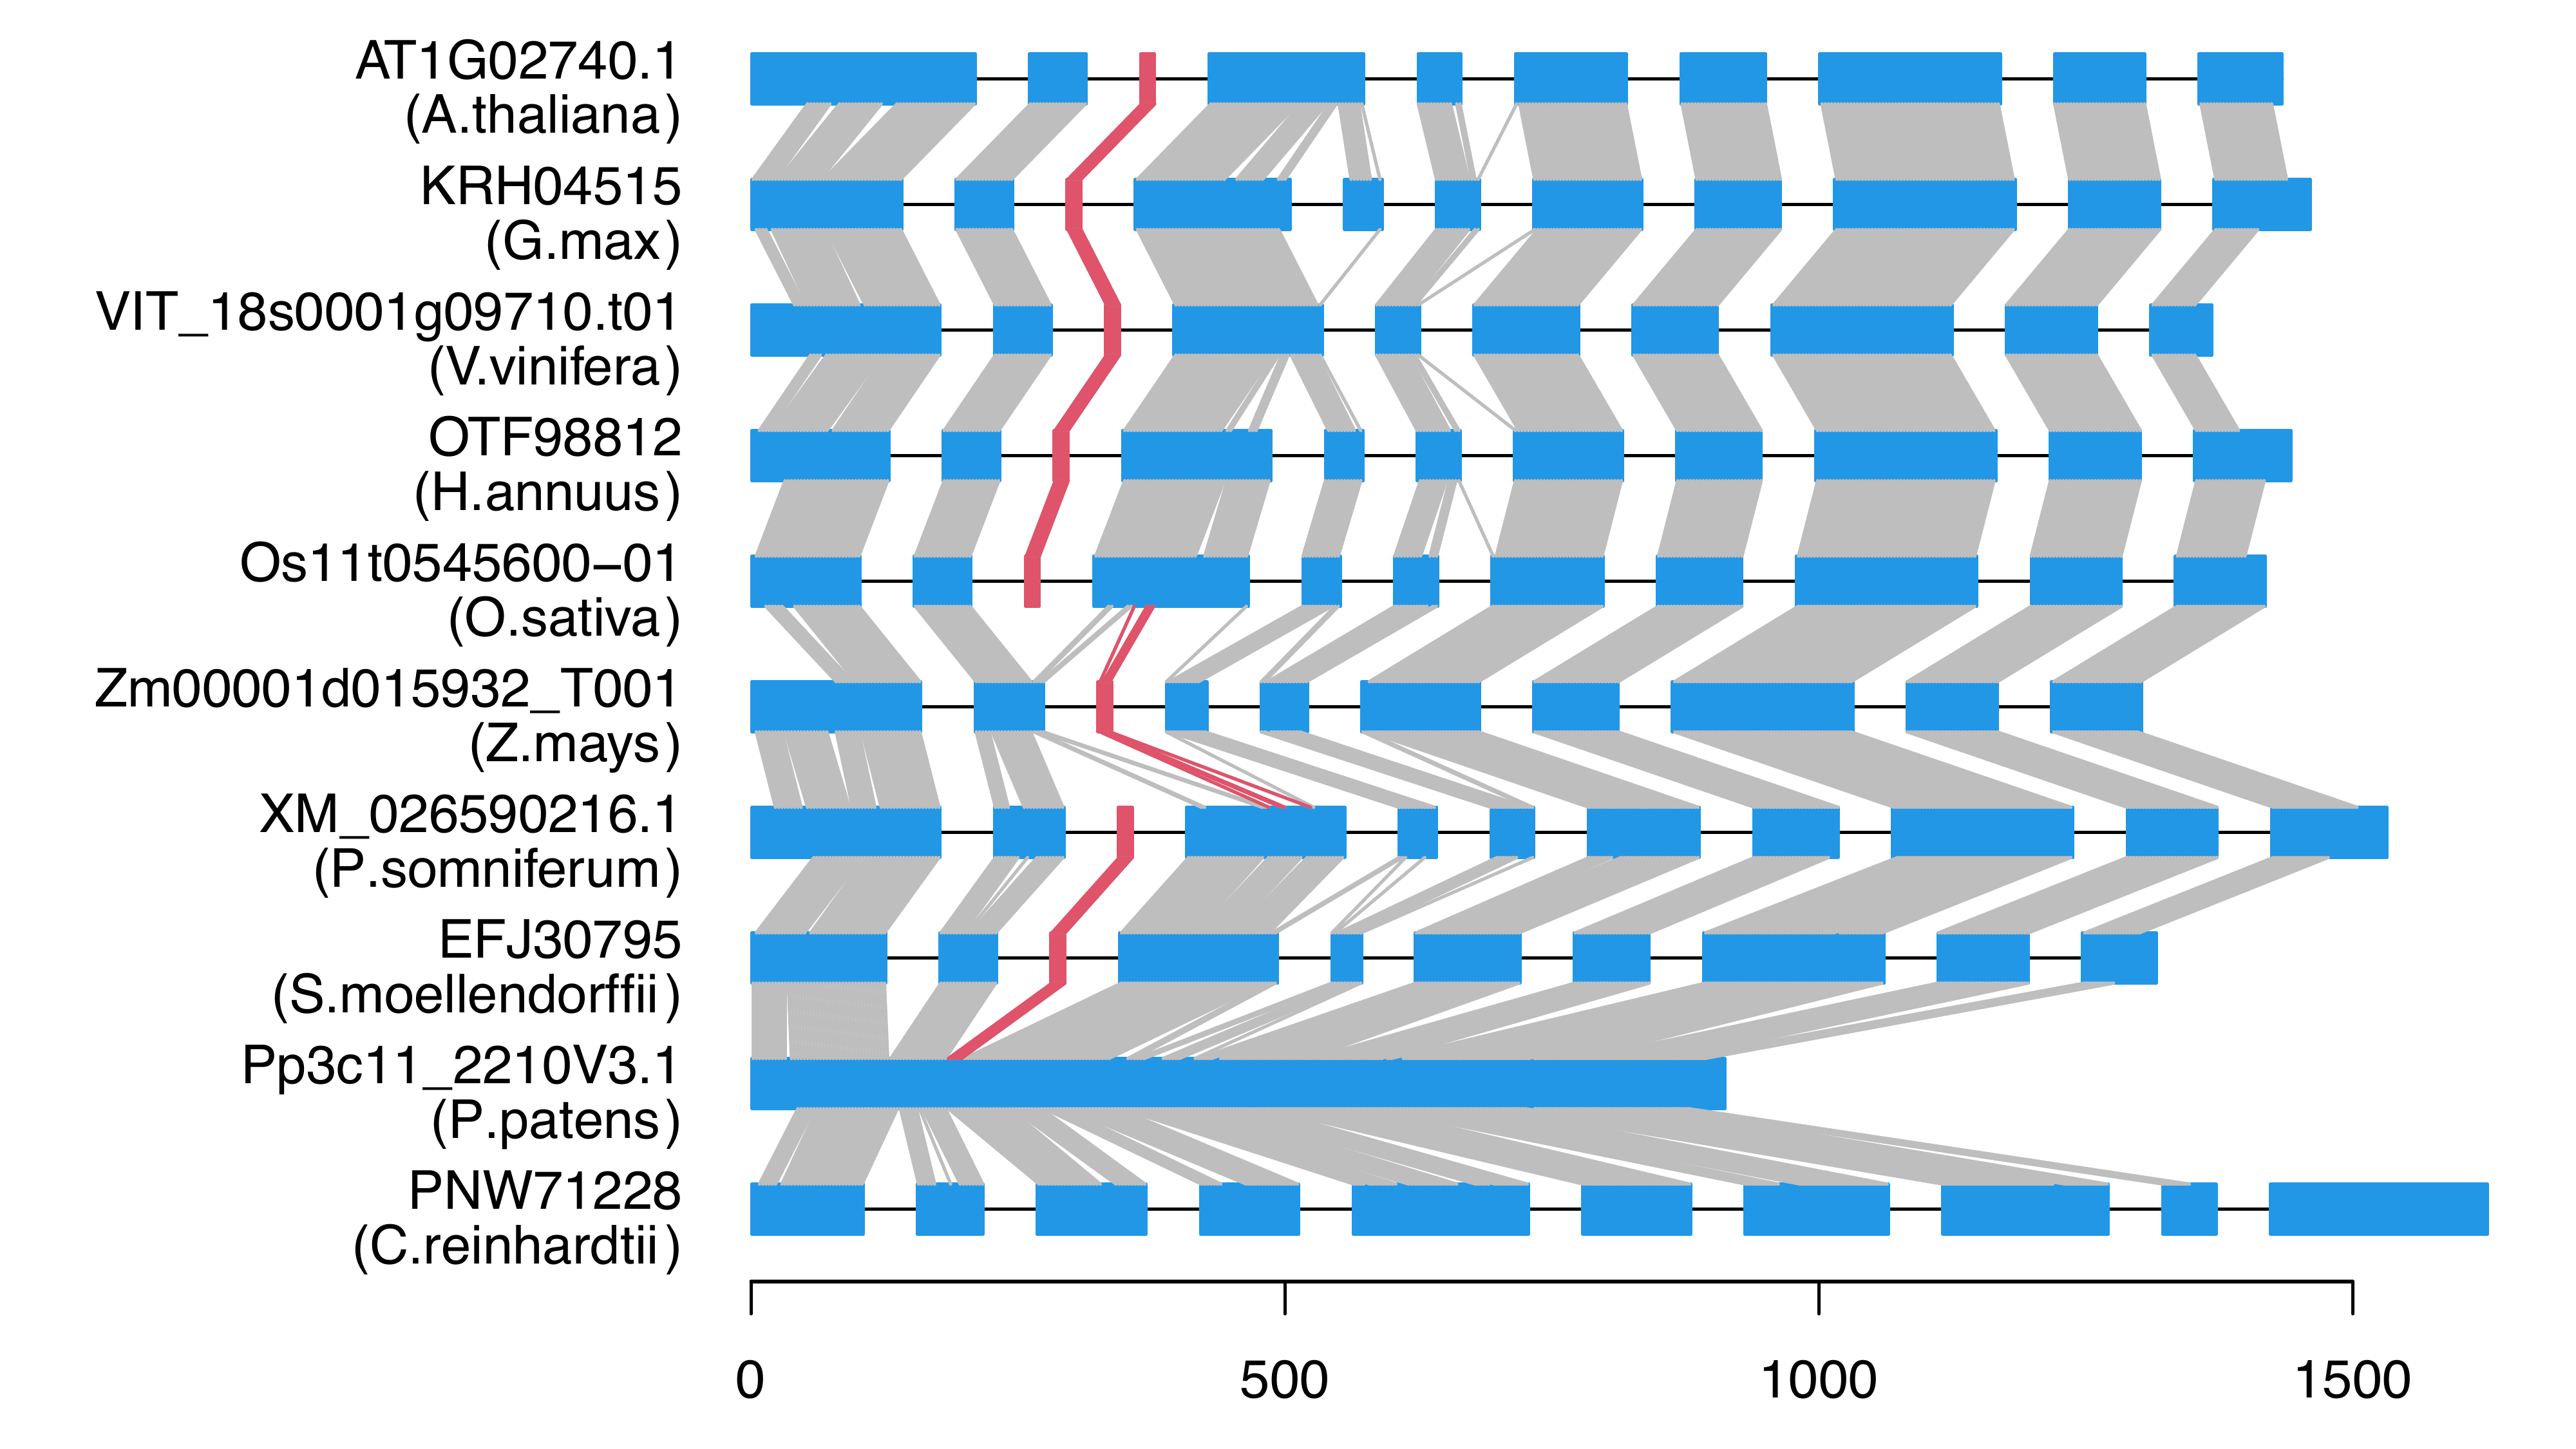 AT1G02740.1
(A.thaliana)
KRH04515
(G.max)
VIT_18s0001g09710.t01
(V.vinifera)
OTF98812
(H.annuus)
Os11t0545600−01
(O.sativa)
Zm00001d015932_T001
(Z.mays)
XM_026590216.1
(P.somniferum)
EFJ30795
(S.moellendorffii)
Pp3c11_2210V3.1
(P.patens)
PNW71228
(C.reinhardtii)
0 500 1000 1500